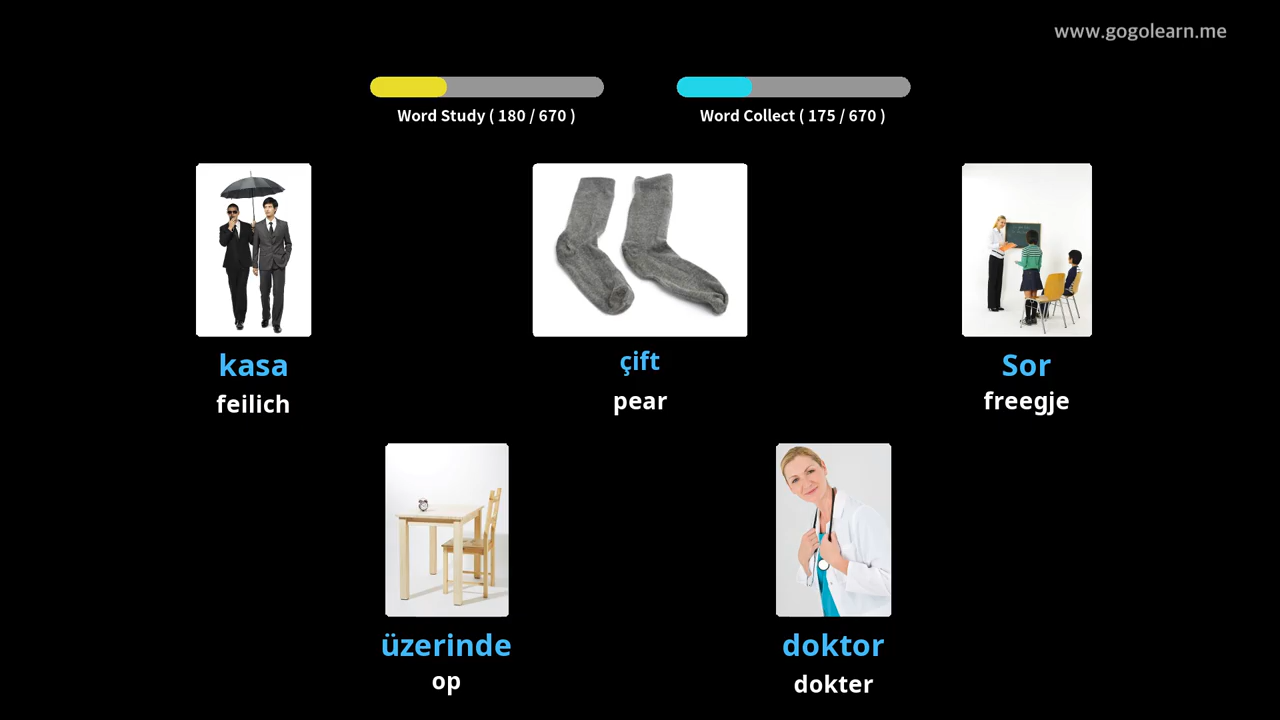 www.gogolearn.me
Word Study ( 180 / 670 )
Word Collect ( 175 / 670 )
kasa
feilich
çift
pear
Sor
freegje
üzerinde
op
doktor
dokter